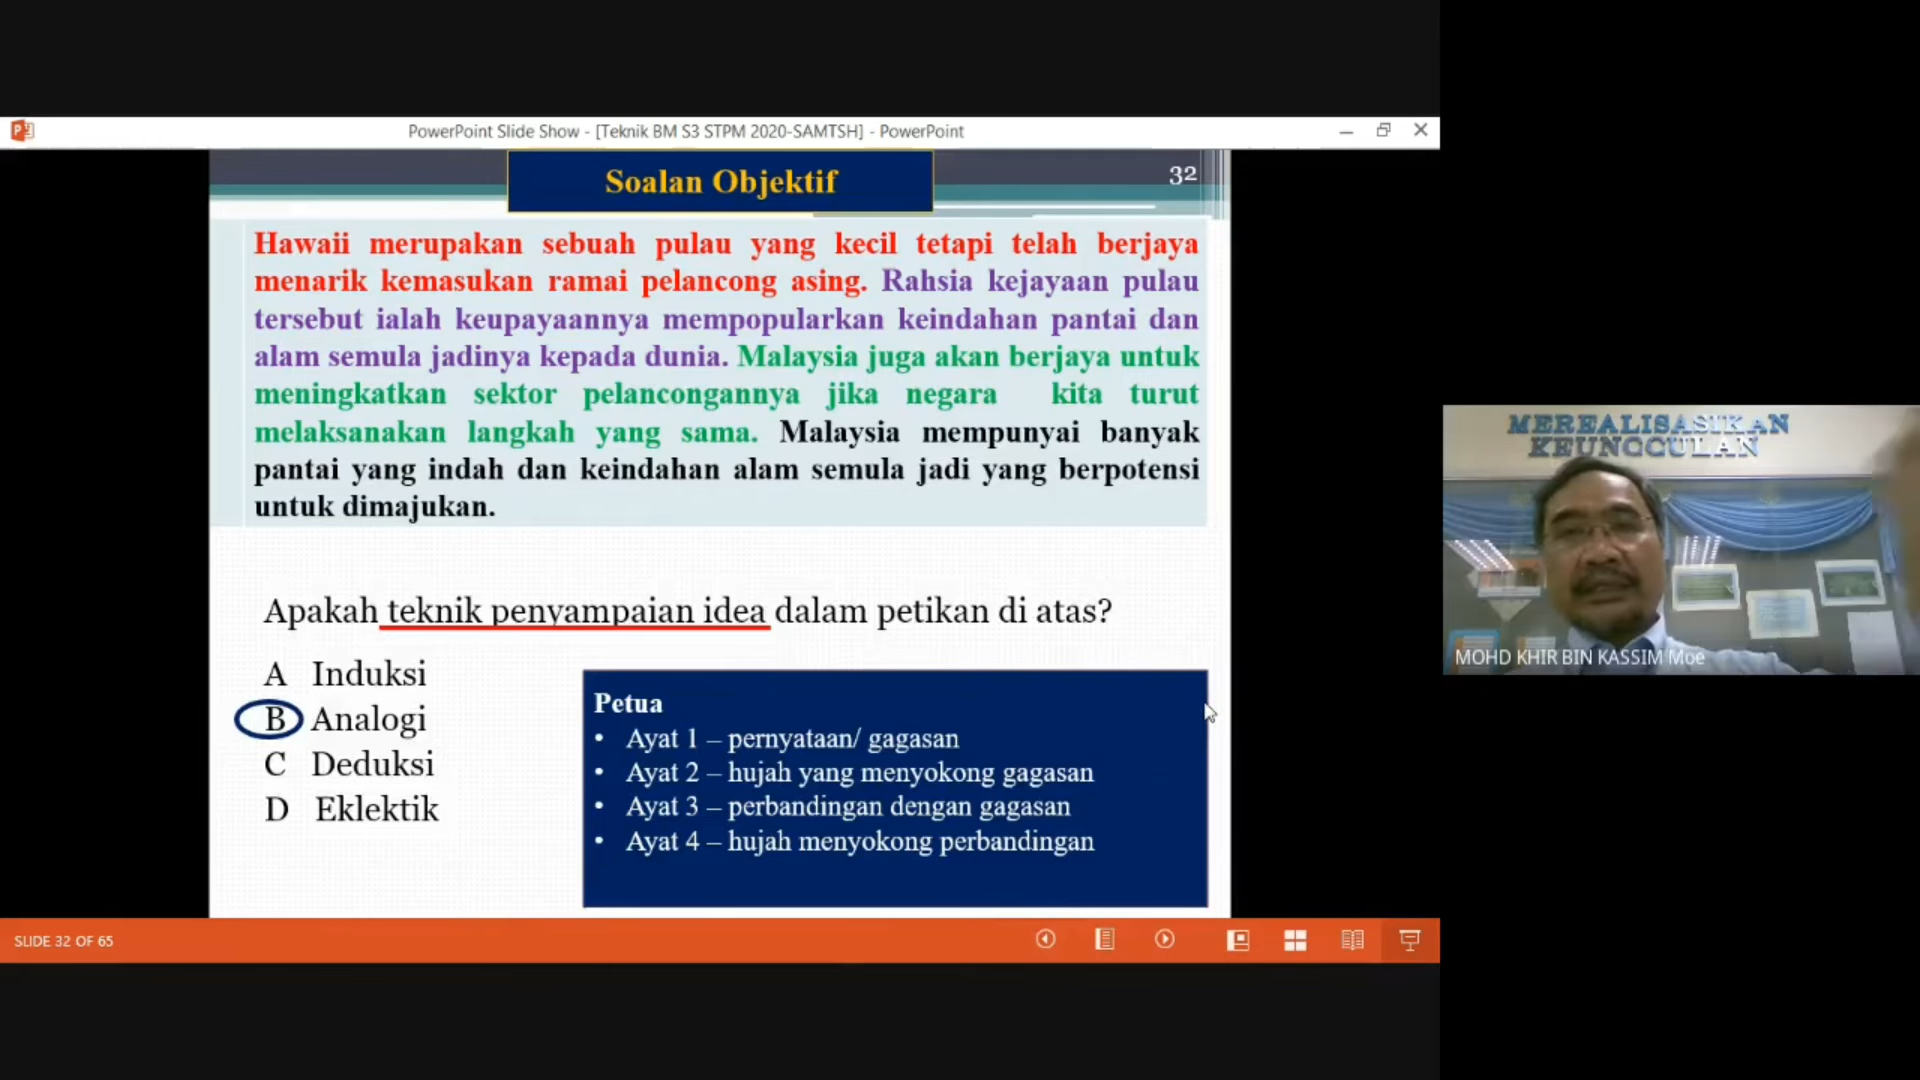 PowerPoint Slide Show - [Teknik BM S3 STPM 2020-SAMTSH] - PowerPoint
Soalan Objektif
32
Hawaii merupakan sebuah pulau yang kecil tetapi telah berjaya
menarik kemasukan ramai pelancong asing. Rahsia kejayaan pulau
tersebut ialah keupayaannya mempopularkan keindahan pantai dan
alam semula jadinya kepada dunia. Malaysia juga akan berjaya untuk
meningkatkan sektor pelancongannya jika negara kita turut
melaksanakan langkah yang sama. Malaysia mempunyai banyak
pantai yang indah dan keindahan alam semula jadi yang berpotensi
untuk dimajukan.
Apakah teknik penyampaian idea dalam petikan di atas?
A Induksi
B Analogi
C Deduksi
D Eklektik
Petua
• Ayat 1 – pernyataan/ gagasan
• Ayat 2 – hujah yang menyokong gagasan
• Ayat 3 – perbandingan dengan gagasan
• Ayat 4 – hujah menyokong perbandingan
SLIDE 32 OF 65
MEREALISASIKAN
KEUNGGULAN
MOHD KHIR BIN KASSIM Moe